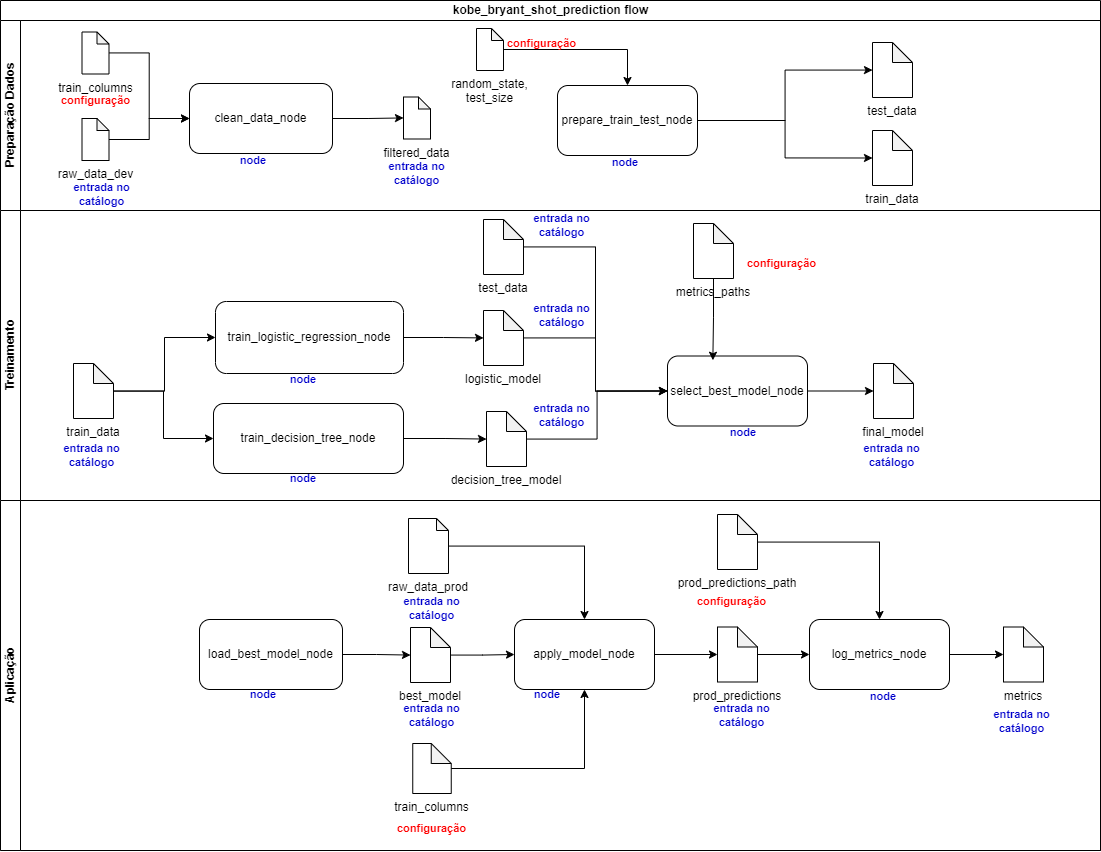 kobe_bryant_shot_prediction flow
Preparação Dados
train_columns
configuração
raw_data_dev
entrada no
catálogo
clean_data_node
node
filtered_data
entrada no
catálogo
configuração
random_state,
test_size
prepare_train_test_node
node
test_data
train_data
Treinamento
train_data
entrada no
catálogo
train_logistic_regression_node
node
train_decision_tree_node
node
entrada no
catálogo
test_data
entrada no
catálogo
logistic_model
entrada no
catálogo
decision_tree_model
configuração
metrics_paths
select_best_model_node
node
final_model
entrada no
catálogo
Aplicação
load_best_model_node
node
raw_data_prod
entrada no
catálogo
best_model
entrada no
catálogo
train_columns
configuração
apply_model_node
node
prod_predictions_path
configuração
prod_predictions
entrada no
catálogo
log_metrics_node
node
metrics
entrada no
catálogo